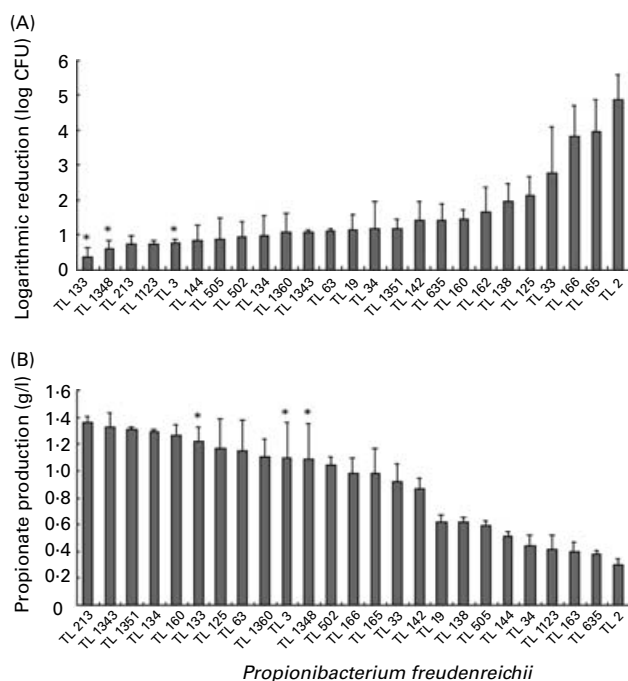 (A)
Logarithmic reduction (log CFU)
6
5
4
3
2
1
0
* * *
TL 133 TL 1348 TL 213 TL 1123 TL 3 TL 144 TL 505 TL 502 TL 134 TL 1360 TL 1343 TL 63 TL 19 TL 34 TL 1351 TL 142 TL 635 TL 160 TL 162 TL 138 TL 125 TL 33 TL 166 TL 165 TL 2
(B)
Propionate production (g/l)
1·6
1·4
1·2
1·0
0·8
0·6
0·4
0·2
0
* * *
TL 213 TL 1343 TL 1351 TL 134 TL 160 TL 133 TL 125 TL 63 TL 1360 TL 3 TL 1348 TL 502 TL 166 TL 165 TL 33 TL 142 TL 19 TL 138 TL 505 TL 144 TL 34 TL 1123 TL 163 TL 635 TL 2
Propionibacterium freudenreichii